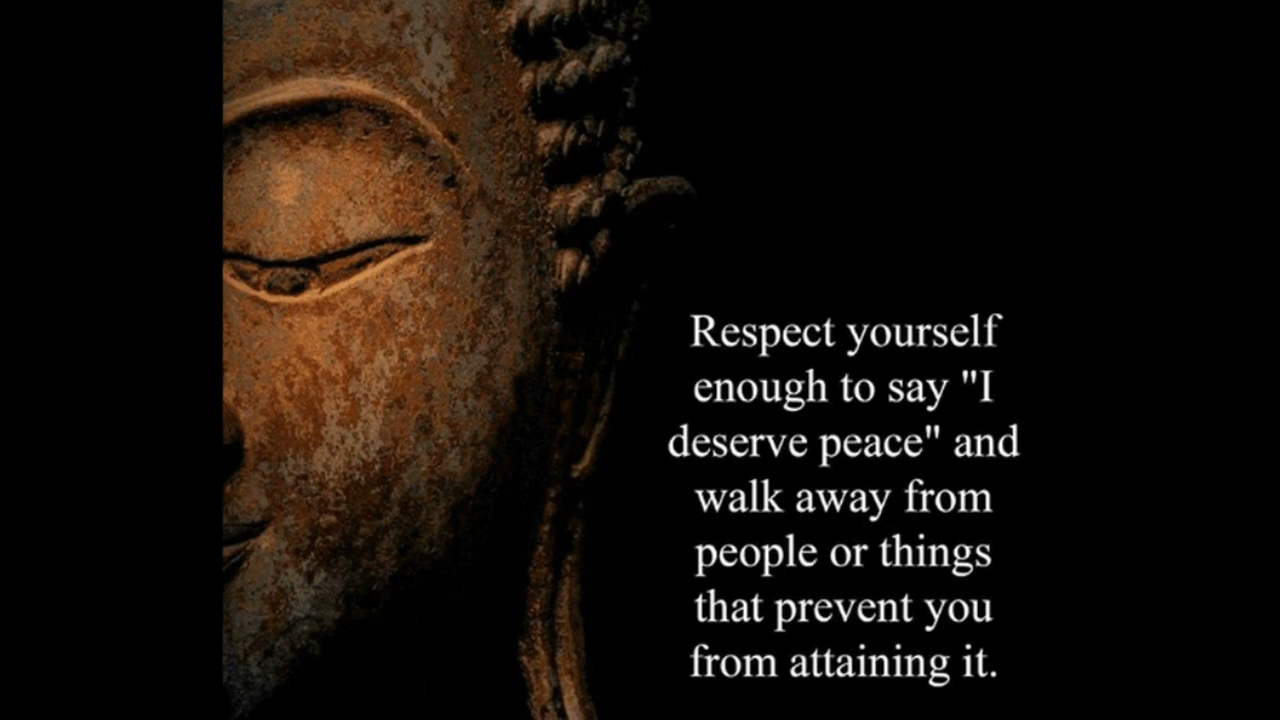 Respect yourself
enough to say "I
deserve peace" and
walk away from
people or things
that prevent you
from attaining it.